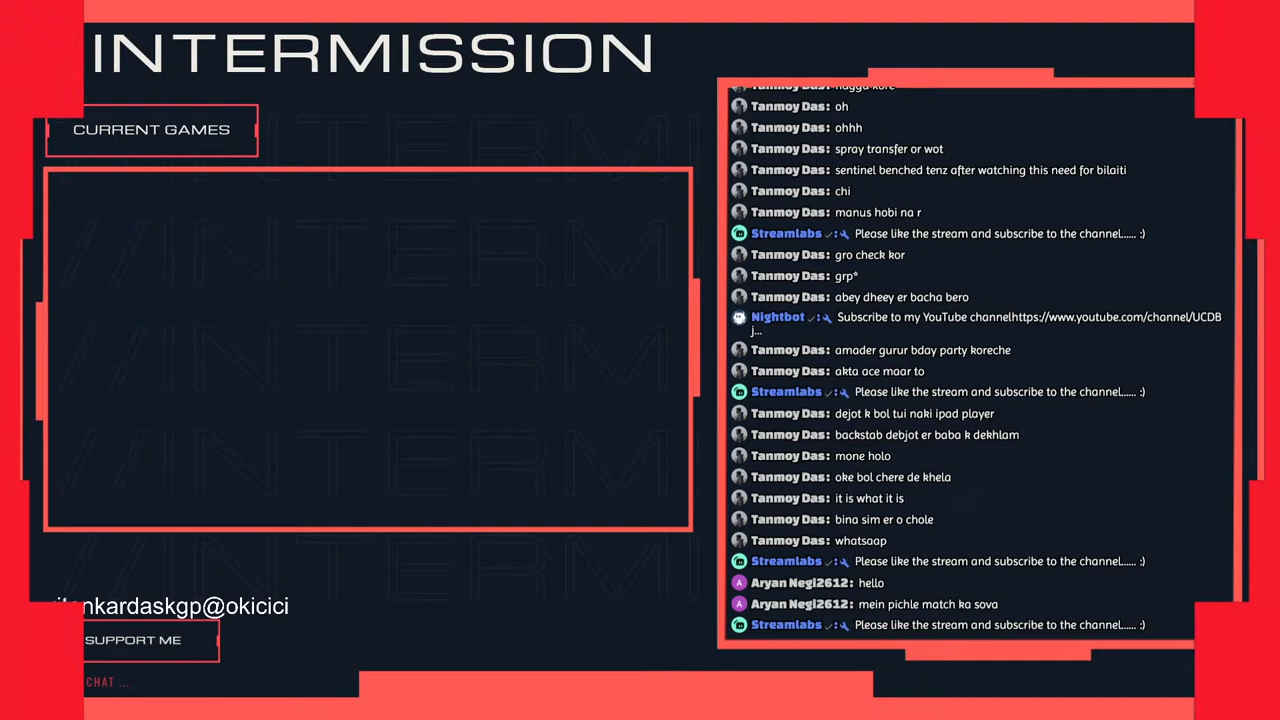 INTERMISSION
CURRENT GAMES
Tanmoy Das: oh
Tanmoy Das: ohhh
Tanmoy Das: spray transfer or wot
Tanmoy Das: sentinel benched tenz after watching this need for bilaiti
Tanmoy Das: chi
Tanmoy Das: manus hobi na r
Streamlabs ✓: Please like the stream and subscribe to the channel...... :)
Tanmoy Das: gro check kor
Tanmoy Das: grp*
Tanmoy Das: abey dheey er bacha bero
Nightbot ✓: Subscribe to my YouTube channelhttps://www.youtube.com/channel/UCDB
j...
Tanmoy Das: amader gurur bday party koreche
Tanmoy Das: akta ace maar to
Streamlabs ✓: Please like the stream and subscribe to the channel...... :)
Tanmoy Das: dejot k bol tui naki ipad player
Tanmoy Das: backstab debjot er baba k dekhlam
Tanmoy Das: mone holo
Tanmoy Das: oke bol chere de khela
Tanmoy Das: it is what it is
Tanmoy Das: bina sim er o chole
Tanmoy Das: whatsaap
Streamlabs ✓: Please like the stream and subscribe to the channel...... :)
Aryan Negi2612: hello
Aryan Negi2612: mein pichle match ka sova
Streamlabs ✓: Please like the stream and subscribe to the channel...... :)
SUPPORT ME
CHAT ...